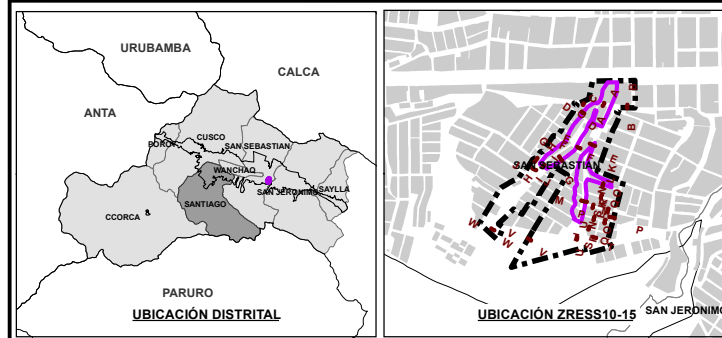 URUBAMBA
CALCA
ANTA
CUSCO
POROY
SAN SEBASTIAN
WANCHAQ
SAN JERONIMO
SAYLLA
SANTIAGO
CCORCA
PARURO
UBICACIÓN DISTRITAL
SAN SEBASTIAN
SAN JERONIMO
UBICACIÓN ZRESS10-15